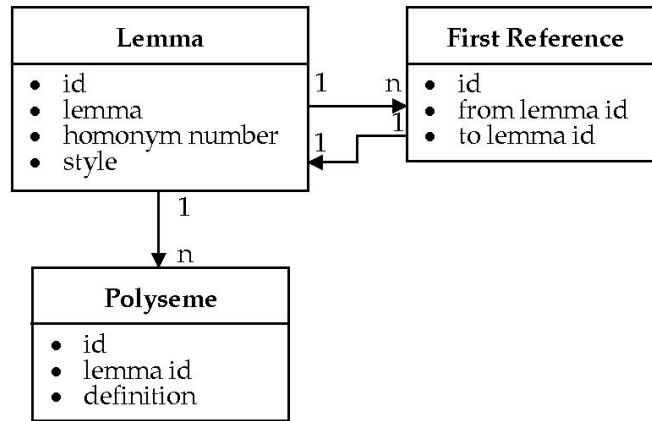 Lemma
• id
• lemma
• homonym number
• style
First Reference
• id
• from lemma id
• to lemma id
1 n
1 1
1
n
Polyseme
• id
• lemma id
• definition